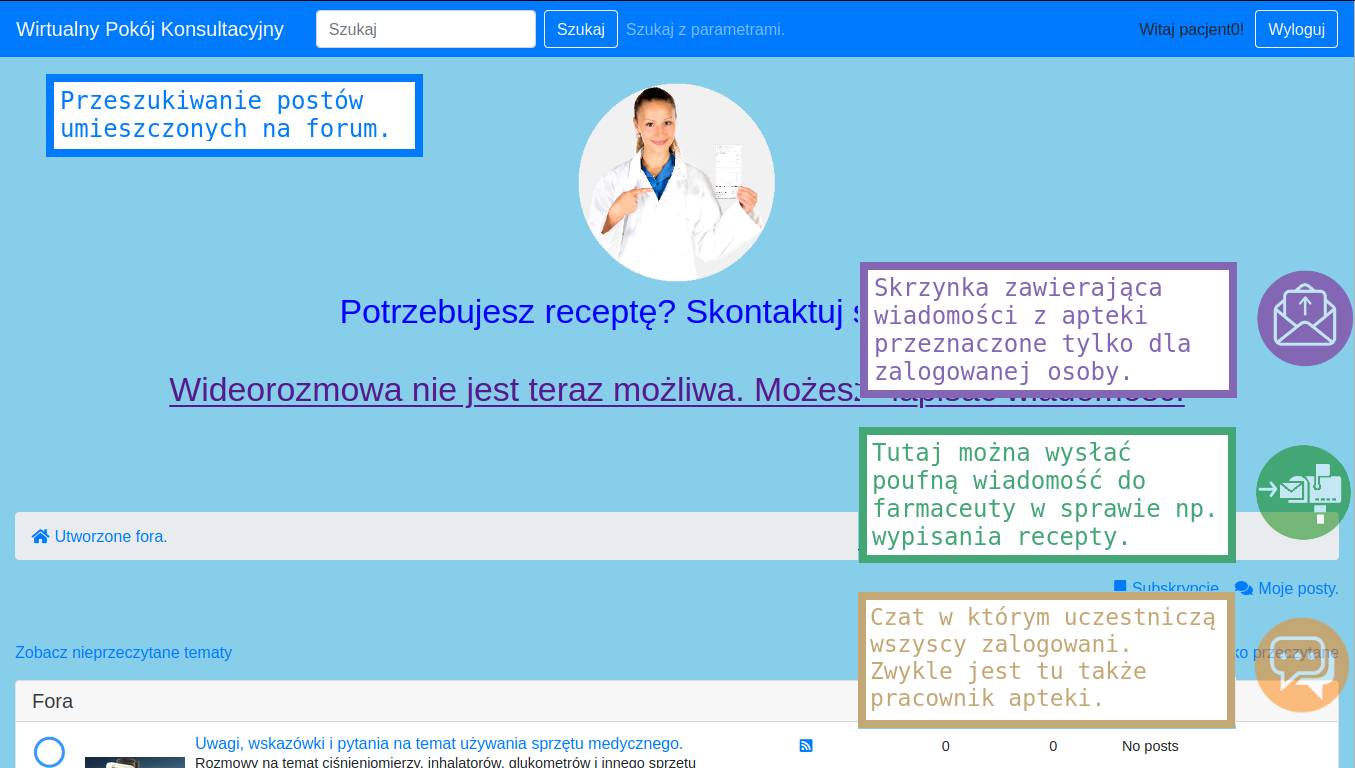 Wirtualny Pokój Konsultacyjny
Szukaj
Szukaj
Szukaj z parametrami.
Witaj pacjent0!
Wyloguj
Przeszukiwanie postów
umieszczonych na forum.
Potrzebujesz receptę? Skontaktuj
Skrzynka zawierająca
wiadomości z apteki
przeznaczone tylko dla
zalogowanej osoby.
Wideorozmowa nie jest teraz możliwa. Możesz napisać wiadomość.
Tutaj można wysłać
poufną wiadomość do
farmaceuty w sprawie np.
wypisania recepty.
Utworzone fora.
Subskrypcje
Moje posty.
Czat w którym uczestniczą
wszyscy zalogowani.
Zwykle jest tu także
pracownik apteki.
Zobacz nieprzeczytane tematy
przeczytane
Fora
Uwagi, wskazówki i pytania na temat używania sprzętu medycznego.
0
0
No posts
Rozmowy na temat ciśnieniomierzy, inhalatorów, glukometrów i innego sprzętu